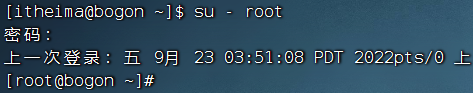 [itheima@bogon ~]$ su - root
密码：
上一次登录：五 9月 23 03:51:08 PDT 2022pts/0 上
[root@bogon ~]#